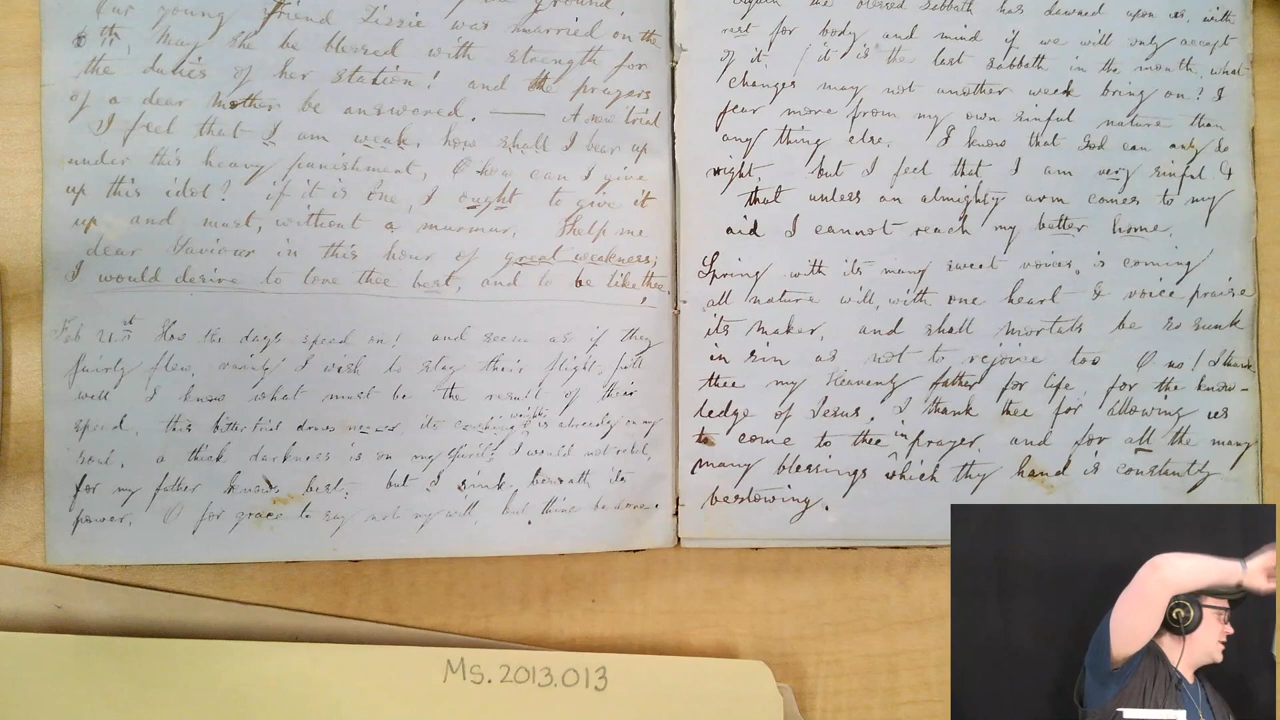 Our young friend Lizzie was married on the
6th, May she be blessed with strength for
the duties of her station! and the prayers
of a dear Mother be answered. — A new trial
I feel that I am weak, how shall I bear up
under this heavy punishment, O how can I give
up this idol? if it is one, I ought to give it
up and must, without a murmur, help me
dear Saviour in this hour of great weakness;
I would desire to love thee best, and to be like thee.
Feb 21st How the days speed on! and seem as if they
fairly flew, vainly I wish to stay their flight, full
well I know what must be the result of their
speed, this bitter trial draws nearer, its crushing weight is already on my
soul, a thick darkness is on my spirit. I would not rebel,
for my father knows best; but I sink beneath its
power, O for grace to say not my will, but thine be done.
again the blessed Sabbath has dawned upon us, with
rest for body and mind if we will only accept
of it. it is the last sabbath in the month, what
changes may not another week bring on? I
fear more from my own sinful nature than
any thing else. I know that God can only do
right, but I feel that I am very sinful &
that unless an almighty arm comes to my
aid I cannot reach my better home.
Spring with its many sweet voices, is coming
all nature will, with one heart & voice praise
its maker, and shall mortals be so sunk
in sin as not to rejoice too O no! I thank
thee my Heavenly father for life, for the know-
ledge of Jesus. I thank thee for allowing us
to come to thee in prayer, and for all the many
many blessings which thy hand is constantly
bestowing.
Ms. 2013.013